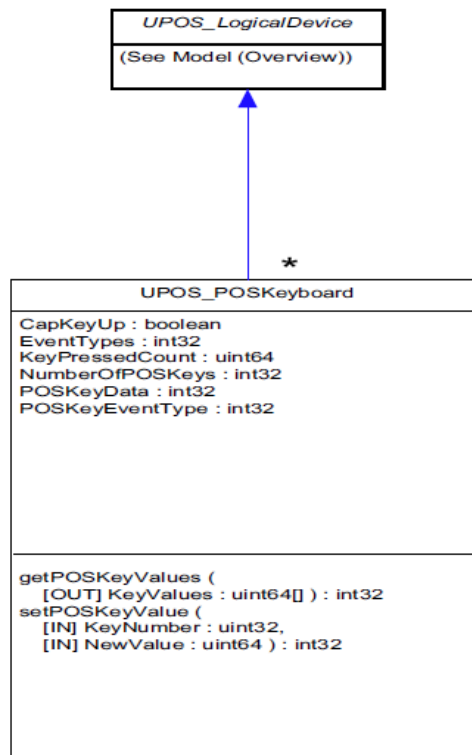 UPOS_LogicalDevice
(See Model (Overview))
*
UPOS_POSKeyboard
CapKeyUp : boolean
EventTypes : int32
KeyPressedCount : uint64
NumberOfPOSKeys : int32
POSKeyData : int32
POSKeyEventType : int32
getPOSKeyValues (
[OUT] KeyValues : uint64[] ) : int32
setPOSKeyValue (
[IN] KeyNumber : uint32,
[IN] NewValue : uint64 ) : int32